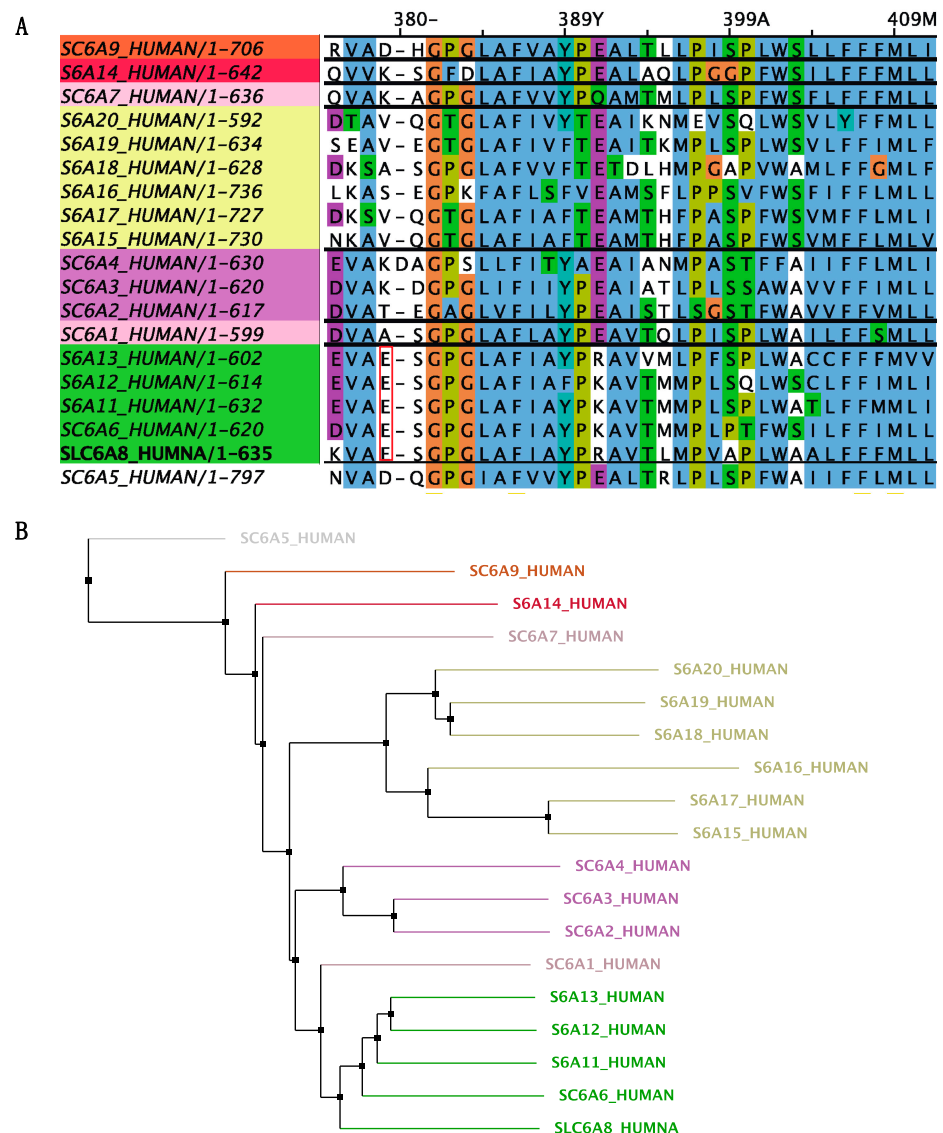 A
380- 389Y 399A 409M
SC6A9_HUMAN/1-706 RVAD-HGPGLAFVAYPEALTLLPISPLWSLLFFFMLL
S6A14_HUMAN/1-642 QVVK-SGFDLAFIAYPEALAQLPGGPFWSILFFFMLL
SC6A7_HUMAN/1-636 QVAK-AGPGLAFVVYPQAMTMLPLSPFWSFLFFFMLL
S6A20_HUMAN/1-592 DTAV-QGTGLAFIVYTEAIKNMEVSQLWSVLYFFMLL
S6A19_HUMAN/1-634 SEAV-EGTGLAFIVFTEAITKMPLSPLWSVLFFIMLF
S6A18_HUMAN/1-628 DKSA-SGPGLAFVVFTETDLHMPGAPVWAMLFFGMLF
S6A16_HUMAN/1-736 LKAS-EGPKFAFISFVEAMSFLPPSVFWSFIFFLMLL
S6A17_HUMAN/1-727 DKSV-QGTGLAFIAFTEAMTHFPASPFWSVMFFLMLI
S6A15_HUMAN/1-730 NKAV-QGTGLAFIAFTEAMTHFPASPFWSVMFFLMLV
SC6A4_HUMAN/1-630 EVAKDAGPSLLFITYAEAIANMPASTFFAIIFFLMLI
SC6A3_HUMAN/1-620 DVAK-DGPGLIFIIYPEAIATLPLSSAWAVVFFIMLL
SC6A2_HUMAN/1-617 DVAT-EGAGLVFILYPEAISTLSGSTFWAVVFFVMLL
SC6A1_HUMAN/1-599 DVAA-SGPGLAFLAYPEAVTQLPISPLWAILFFSMLL
S6A13_HUMAN/1-602 EVAE-SGPGLAFIAYPRAVVMLPFSPLWACCFFFMVV
S6A12_HUMAN/1-614 EVAE-SGPGLAFIAFPKAVTMMPLSQLWSCLFFIMLI
S6A11_HUMAN/1-632 EVAE-SGPGLAFIAYPKAVTMMPLSPLWATLFFMMLI
SC6A6_HUMAN/1-620 DVAE-SGPGLAFIAYPKAVTMMPLPTFWSILFFIMLL
SLC6A8_HUMNA/1-635 KVAE-SGPGLAFIAYPRAVTLMPVAPLWAALFFFMLL
SC6A5_HUMAN/1-797 NVAD-QGPGIAFVAYPEALTRLPLSPFWAIIFFLMLL
B
SC6A5_HUMAN
SC6A9_HUMAN
S6A14_HUMAN
SC6A7_HUMAN
S6A20_HUMAN
S6A19_HUMAN
S6A18_HUMAN
S6A16_HUMAN
S6A17_HUMAN
S6A15_HUMAN
SC6A4_HUMAN
SC6A3_HUMAN
SC6A2_HUMAN
SC6A1_HUMAN
S6A13_HUMAN
S6A12_HUMAN
S6A11_HUMAN
SC6A6_HUMAN
SLC6A8_HUMNA